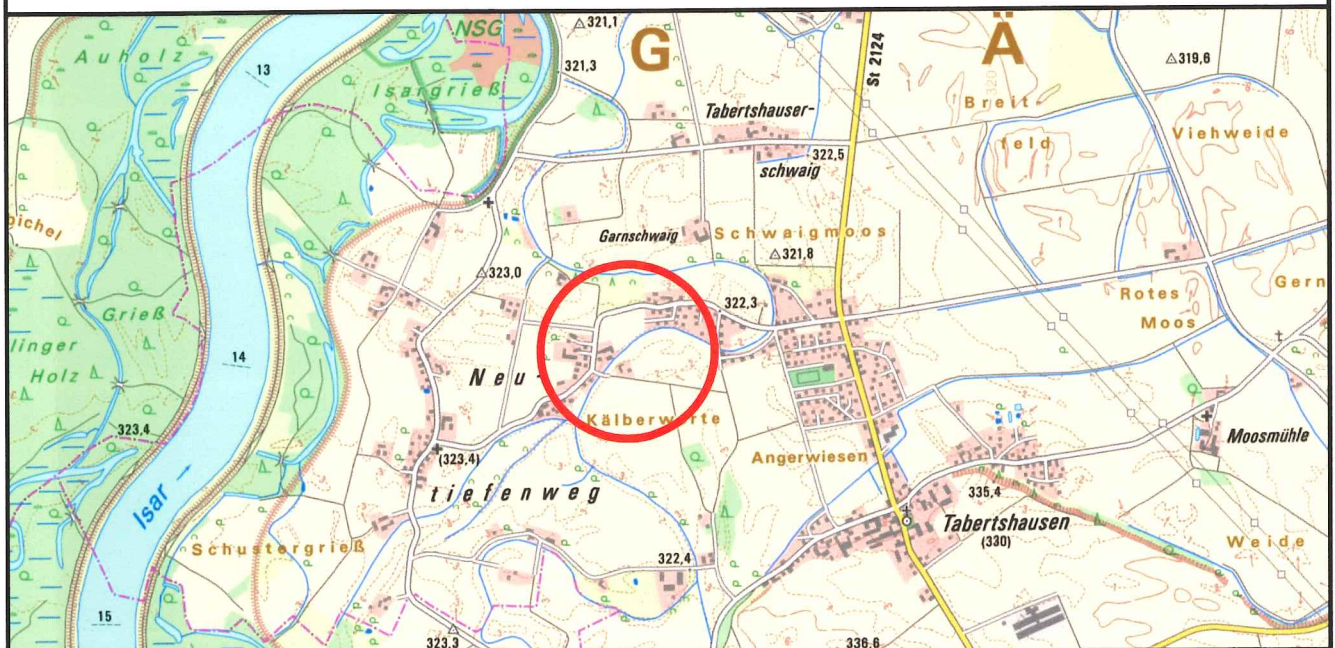 NSG
321,1
G
Ä
Auholz
13
321,3
St 2124
320
319,6
Isargrieß
Tabertshauser-
schwaig
Breit-
feld
Viehweide
322,5
Garnschwaig
Schwaigmoos
321,8
323,0
322,3
Rotes
Moos
Gern
Grieß
linger
Holz
14
Neu-
tiefenweg
Kälberwörte
323,4
(323,4)
Angerwiesen
Moosmühle
335,4
Isar
Tabertshausen
(330)
Schustergrieß
322,4
Weide
15
323,3
336,6